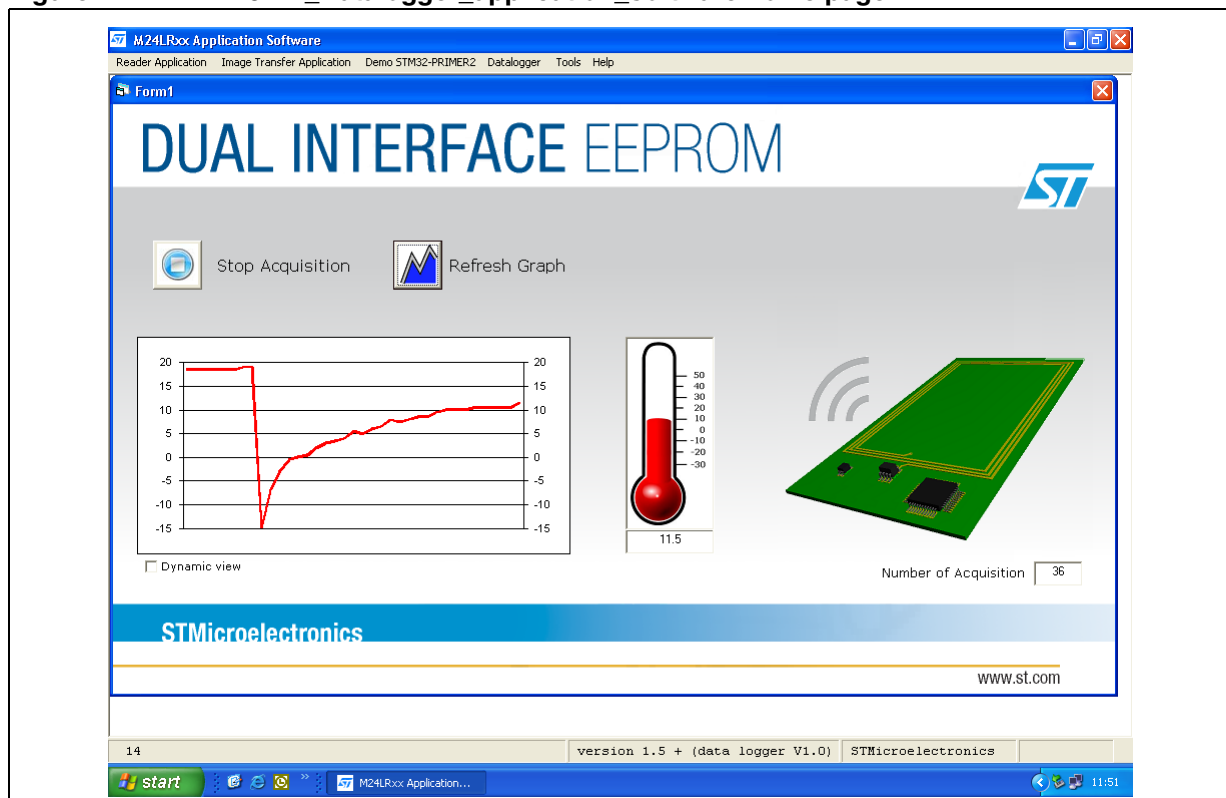 M24LRxx Application Software
Reader Application Image Transfer Application Demo STM32-PRIMER2 Datalogger Tools Help
Form1
DUAL INTERFACE EEPROM
ST
Stop Acquisition Refresh Graph
20 20
15 15
10 10
5 5
0 0
-5 -5
-10 -10
-15 -15
50
40
30
20
10
0
-10
-20
-30
11.5
Dynamic view
Number of Acquisition 36
STMicroelectronics
www.st.com
14 version 1.5 + (data logger V1.0) STMicroelectronics
start M24LRxx Application... 11:51